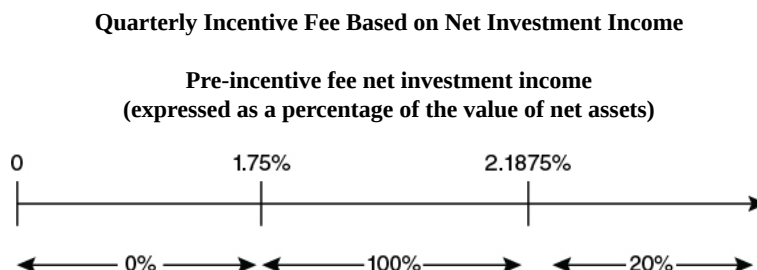 Quarterly Incentive Fee Based on Net Investment Income
Pre-incentive fee net investment income
(expressed as a percentage of the value of net assets)
0 1.75% 2.1875%
0% 100% 20%